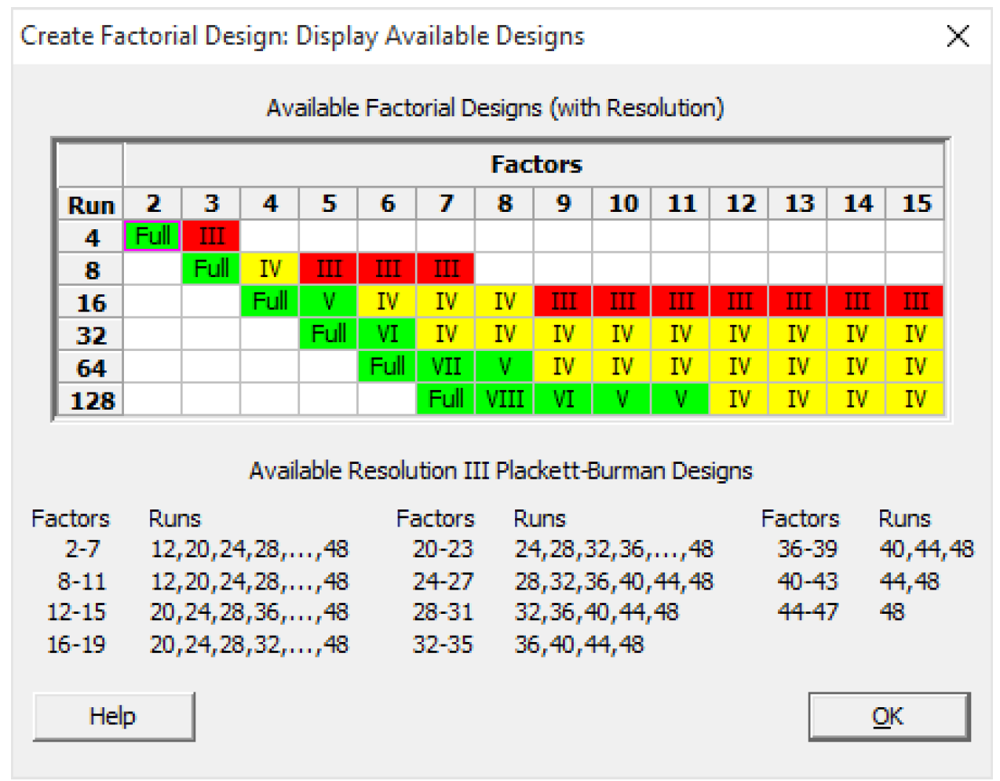 Create Factorial Design: Display Available Designs
Available Factorial Designs (with Resolution)
Factors
Run 2 3 4 5 6 7 8 9 10 11 12 13 14 15
4 Full III
8 Full IV III III III
16 Full V IV IV IV III III III III III III III
32 Full VI IV IV IV IV IV IV IV IV IV
64 Full VII V IV IV IV IV IV IV IV
128 Full VIII VI V V IV IV IV IV
Available Resolution III Plackett-Burman Designs
Factors Runs Factors Runs Factors Runs
2-7 12,20,24,28,...,48 20-23 24,28,32,36,...,48 36-39 40,44,48
8-11 12,20,24,28,...,48 24-27 28,32,36,40,44,48 40-43 44,48
12-15 20,24,28,36,...,48 28-31 32,36,40,44,48 44-47 48
16-19 20,24,28,32,...,48 32-35 36,40,44,48
Help OK